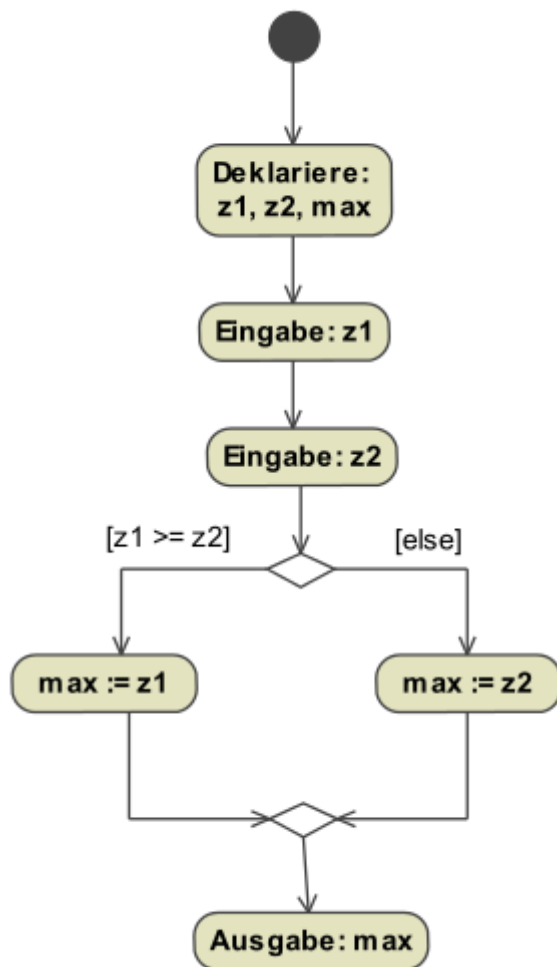 Deklariere:
z1, z2, max
Eingabe: z1
Eingabe: z2
[z1 >= z2]
[else]
max := z1
max := z2
Ausgabe: max